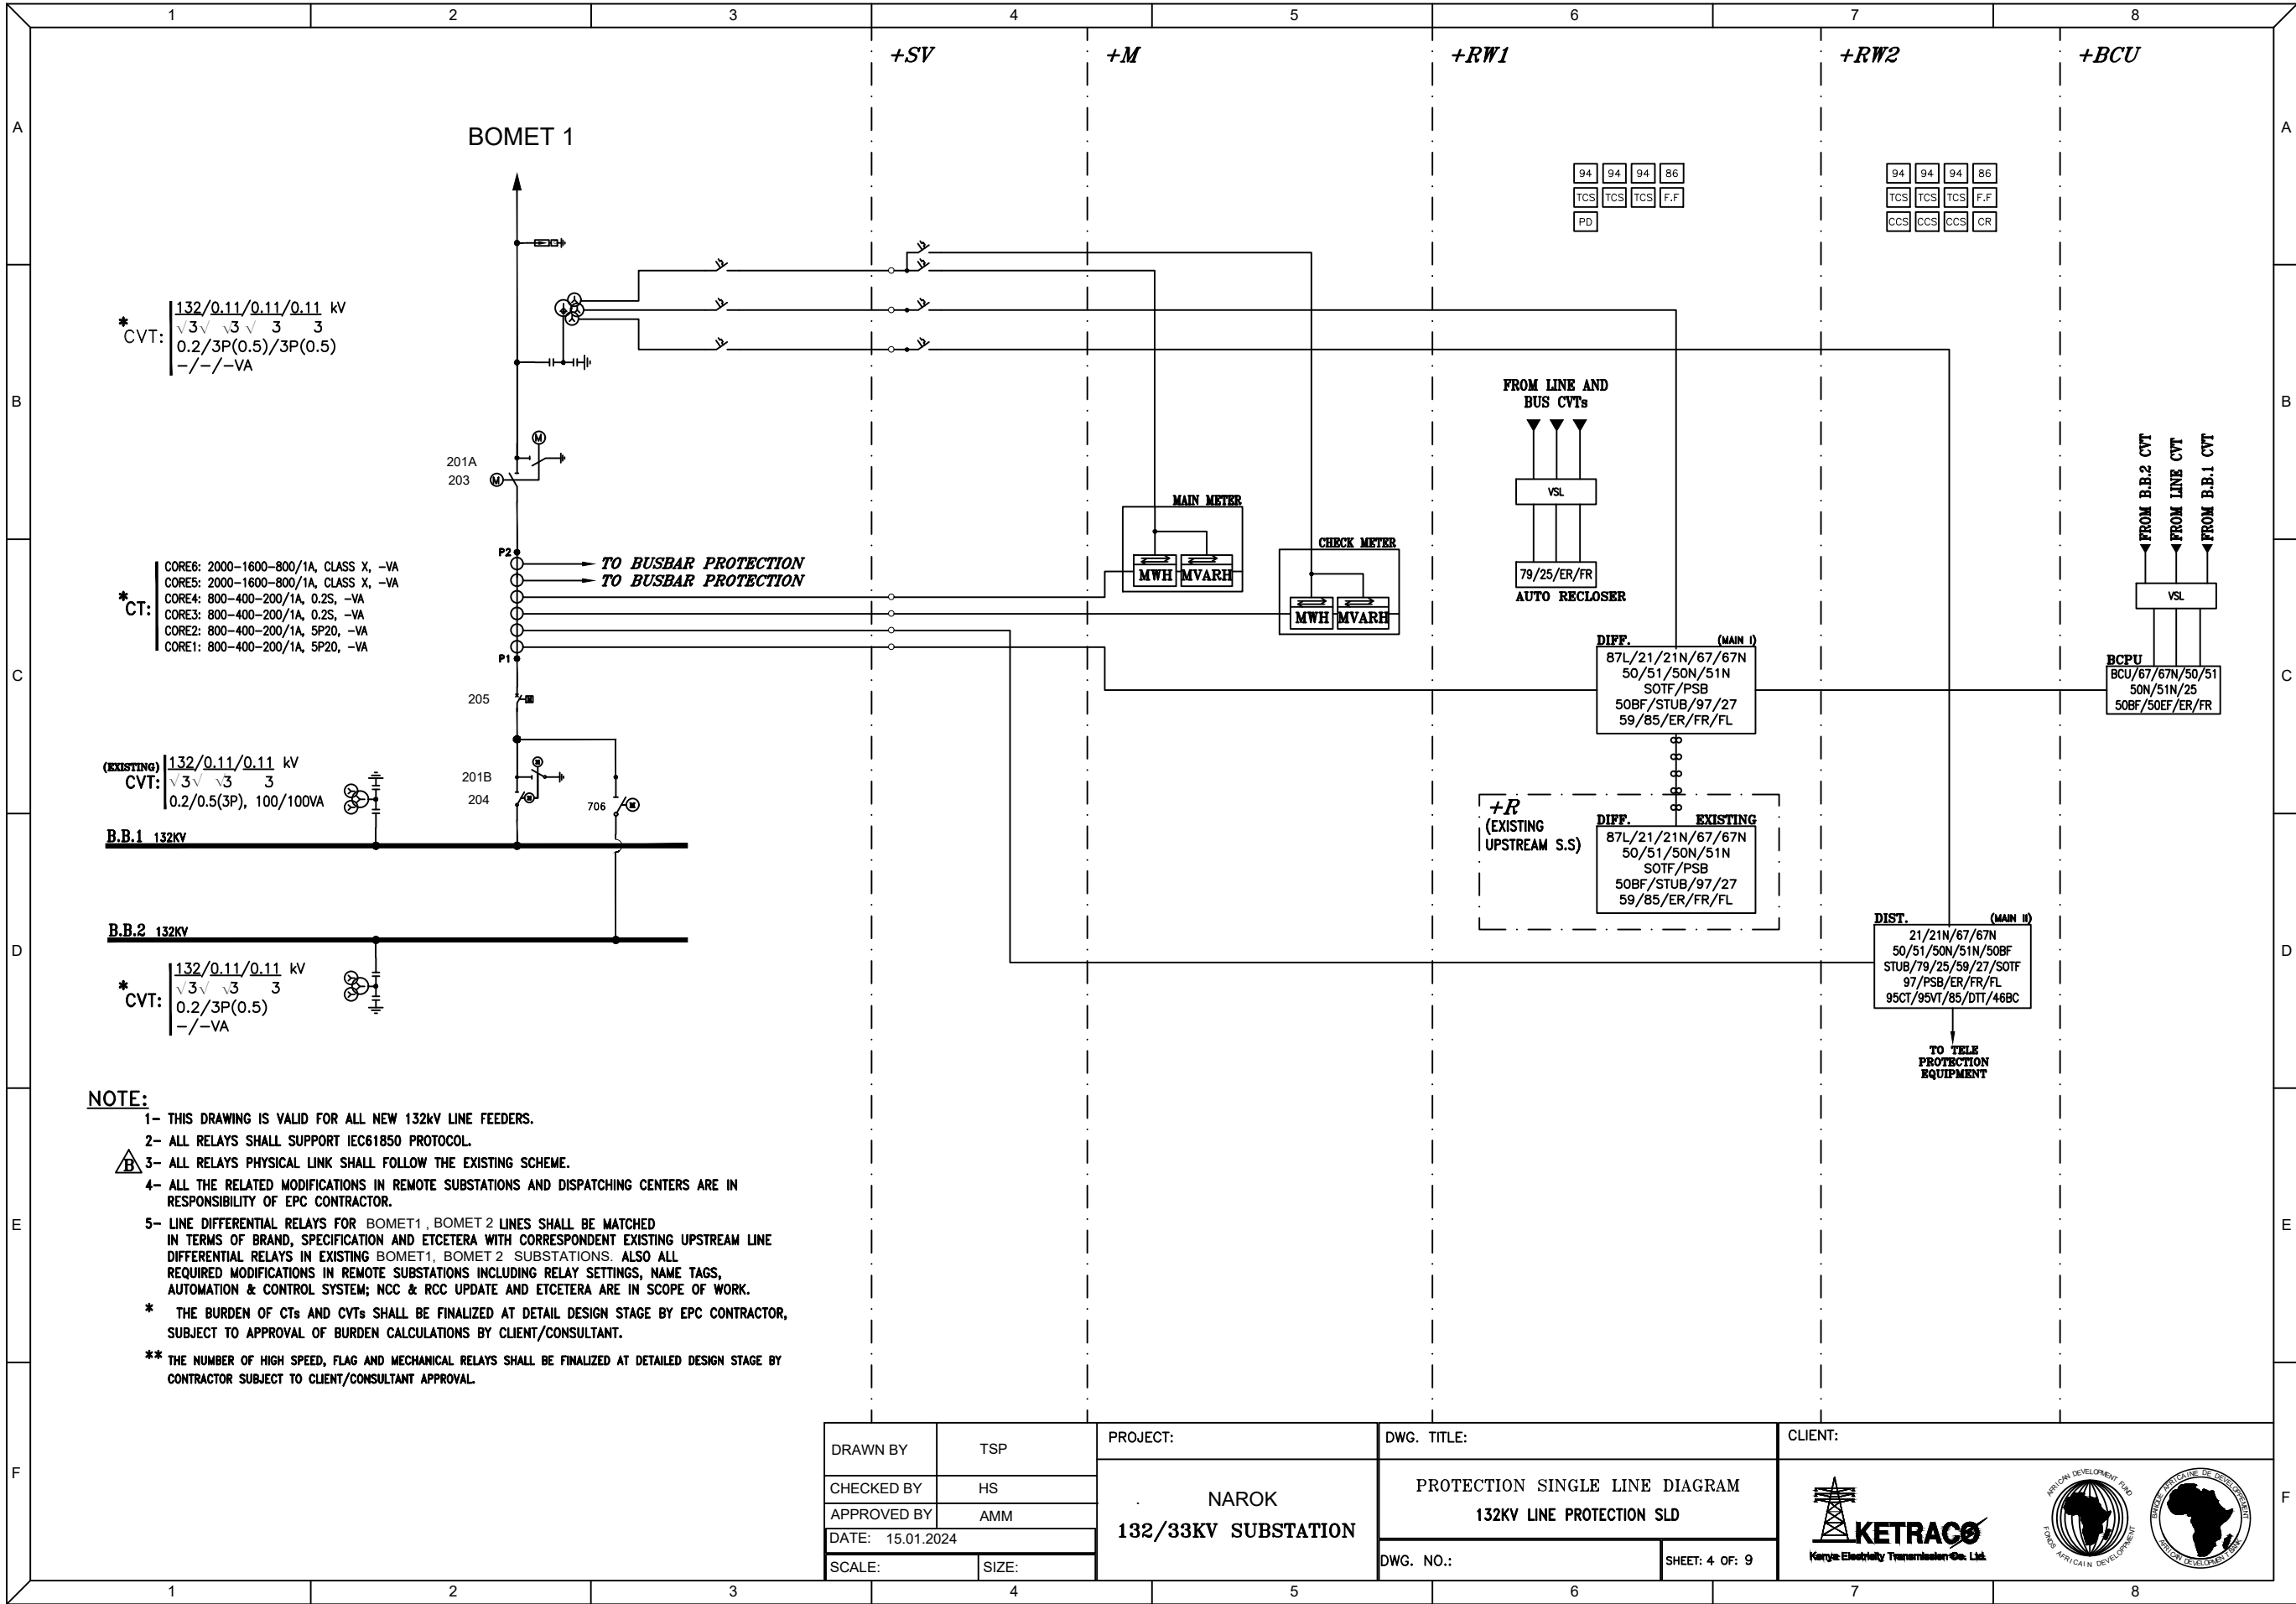 1 2 3 4 5 6 7 8
A A
B B
C C
D D
E E
F F
+SV
+M
+RW1
+RW2
+BCU
BOMET 1
94 94 94 86
TCS TCS TCS F.F
PD
94 94 94 86
TCS TCS TCS F.F
CCS CCS CCS CR
*
CVT:
132/0.11/0.11/0.11 kV
√3√ √3 √ 3 3
0.2/3P(0.5)/3P(0.5)
-/-/-VA
M
201A
203
M
FROM LINE AND
BUS CVTs
VSL
79/25/ER/FR
AUTO RECLOSER
FROM B.B.2 CVT
FROM LINE CVT
FROM B.B.1 CVT
VSL
BCPU
BCU/67/67N/50/51
50N/51N/25
50BF/50EF/ER/FR
MAIN METER
MWH MVARH
CHECK METER
MWH MVARH
P2
TO BUSBAR PROTECTION
TO BUSBAR PROTECTION
P1
*
CT:
CORE6: 2000-1600-800/1A, CLASS X, -VA
CORE5: 2000-1600-800/1A, CLASS X, -VA
CORE4: 800-400-200/1A, 0.2S, -VA
CORE3: 800-400-200/1A, 0.2S, -VA
CORE2: 800-400-200/1A, 5P20, -VA
CORE1: 800-400-200/1A, 5P20, -VA
DIFF. (MAIN I)
87L/21/21N/67/67N
50/51/50N/51N
SOTF/PSB
50BF/STUB/97/27
59/85/ER/FR/FL
205
(EXISTING)
CVT:
132/0.11/0.11 kV
√3√ √3 3
0.2/0.5(3P), 100/100VA
201B
204
706
+R
(EXISTING
UPSTREAM S.S)
DIFF. EXISTING
87L/21/21N/67/67N
50/51/50N/51N
SOTF/PSB
50BF/STUB/97/27
59/85/ER/FR/FL
B.B.1 132KV
B.B.2 132KV
*
CVT:
132/0.11/0.11 kV
√3√ √3 3
0.2/3P(0.5)
-/-VA
DIST. (MAIN II)
21/21N/67/67N
50/51/50N/51N/50BF
STUB/79/25/59/27/SOTF
97/PSB/ER/FR/FL
95CT/95VT/85/DTT/46BC
TO TELE
PROTECTION
EQUIPMENT
NOTE:
1- THIS DRAWING IS VALID FOR ALL NEW 132kV LINE FEEDERS.
2- ALL RELAYS SHALL SUPPORT IEC61850 PROTOCOL.
B 3- ALL RELAYS PHYSICAL LINK SHALL FOLLOW THE EXISTING SCHEME.
4- ALL THE RELATED MODIFICATIONS IN REMOTE SUBSTATIONS AND DISPATCHING CENTERS ARE IN
RESPONSIBILITY OF EPC CONTRACTOR.
5- LINE DIFFERENTIAL RELAYS FOR BOMET1 , BOMET 2 LINES SHALL BE MATCHED
IN TERMS OF BRAND, SPECIFICATION AND ETCETERA WITH CORRESPONDENT EXISTING UPSTREAM LINE
DIFFERENTIAL RELAYS IN EXISTING BOMET1, BOMET 2 SUBSTATIONS. ALSO ALL
REQUIRED MODIFICATIONS IN REMOTE SUBSTATIONS INCLUDING RELAY SETTINGS, NAME TAGS,
AUTOMATION & CONTROL SYSTEM; NCC & RCC UPDATE AND ETCETERA ARE IN SCOPE OF WORK.
* THE BURDEN OF CTs AND CVTs SHALL BE FINALIZED AT DETAIL DESIGN STAGE BY EPC CONTRACTOR,
SUBJECT TO APPROVAL OF BURDEN CALCULATIONS BY CLIENT/CONSULTANT.
** THE NUMBER OF HIGH SPEED, FLAG AND MECHANICAL RELAYS SHALL BE FINALIZED AT DETAILED DESIGN STAGE BY
CONTRACTOR SUBJECT TO CLIENT/CONSULTANT APPROVAL.
DRAWN BY TSP
CHECKED BY HS
APPROVED BY AMM
DATE: 15.01.2024
SCALE: SIZE:
PROJECT:
NAROK
132/33KV SUBSTATION
DWG. TITLE:
PROTECTION SINGLE LINE DIAGRAM
132KV LINE PROTECTION SLD
DWG. NO.: SHEET: 4 OF: 9
CLIENT:
KETRACO
Kenya Electricity Transmission Co. Ltd.
AFRICAN DEVELOPMENT FUND
FONDS AFRICAIN DEVELOPPEMENT
BANQUE AFRICAINE DE DEVELOPPEMENT
AFRICAN DEVELOPMENT BANK
1 2 3 4 5 6 7 8